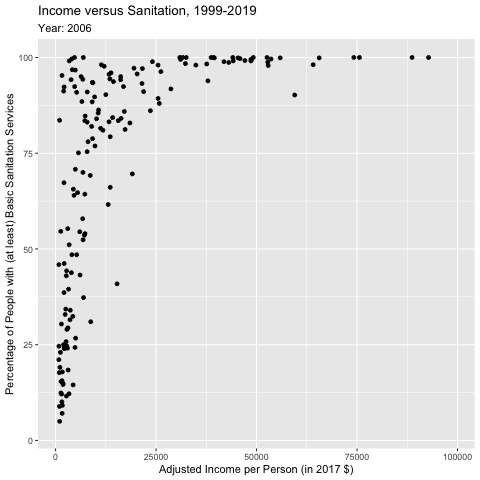 Income versus Sanitation, 1999-2019
Year: 2006
Percentage of People with (at least) Basic Sanitation Services
100
75
50
25
0
0 25000 50000 75000 100000
Adjusted Income per Person (in 2017 $)